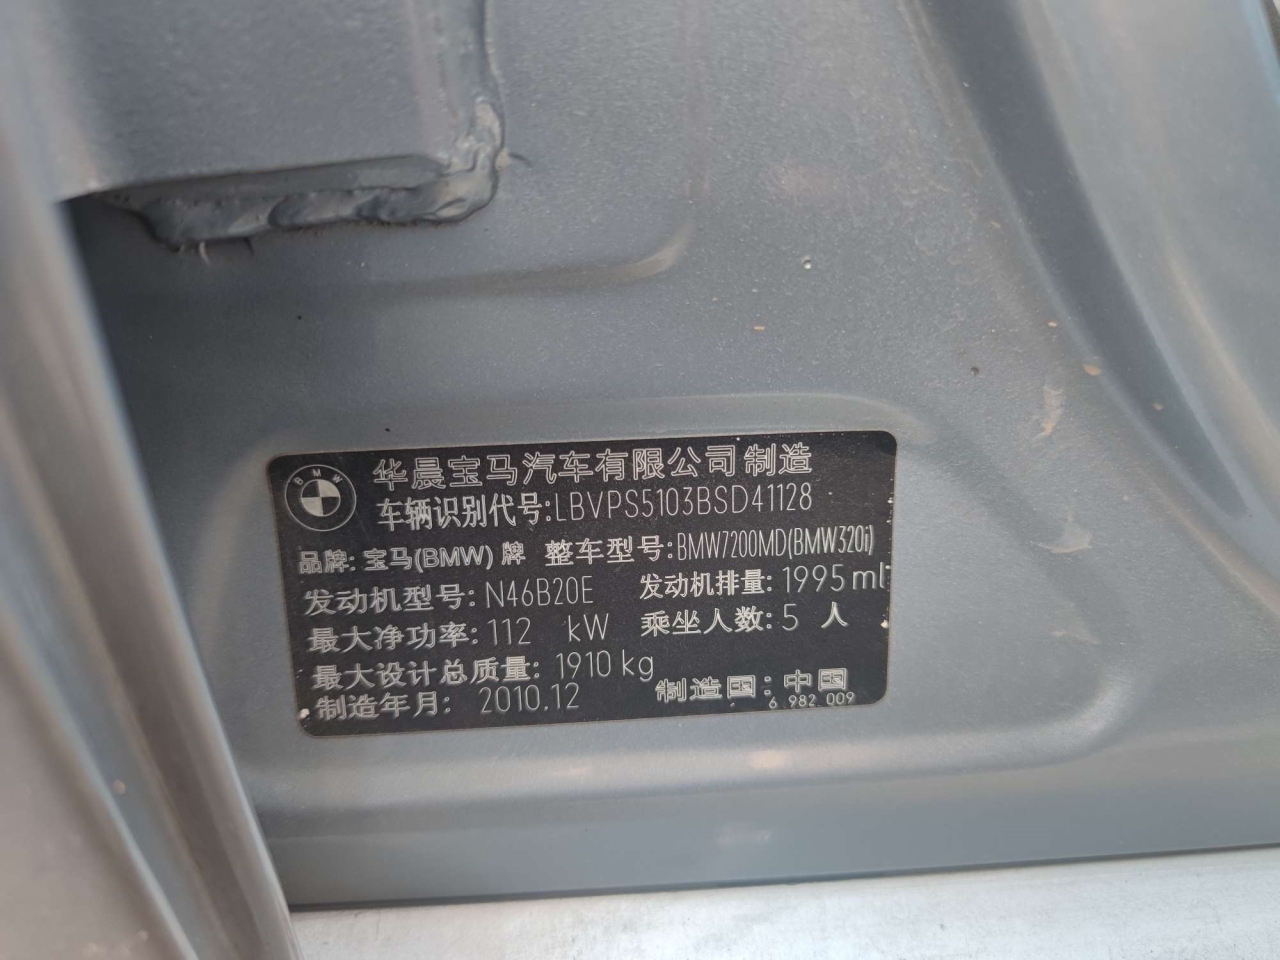 BMW
华晨宝马汽车有限公司制造
车辆识别代号:LBVPS5103BSD41128
品牌: 宝马(BMW) 牌 整车型号:BMW7200MD(BMW320i)
发动机型号: N46B20E 发动机排量: 1995 ml
最大净功率: 112 kW 乘坐人数: 5 人
最大设计总质量: 1910 kg
制造年月: 2010.12 制造国: 中国
6 982 009